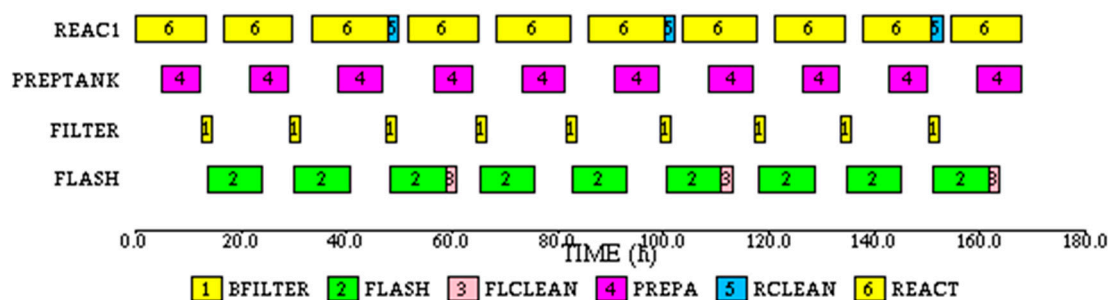 REAC1 6 6 6 5 6 6 6 5 6 6 6 5 6
PREPTANK 4 4 4 4 4 4 4 4 4 4
FILTER 1 1 1 1 1 1 1 1 1
FLASH 2 2 2 3 2 2 2 3 2 2 2 3
0.0 20.0 40.0 60.0 80.0 100.0 120.0 140.0 160.0 180.0
TIME (h)
1 BFILTER 2 FLASH 3 FLCLEAN 4 PREPA 5 RCLEAN 6 REACT